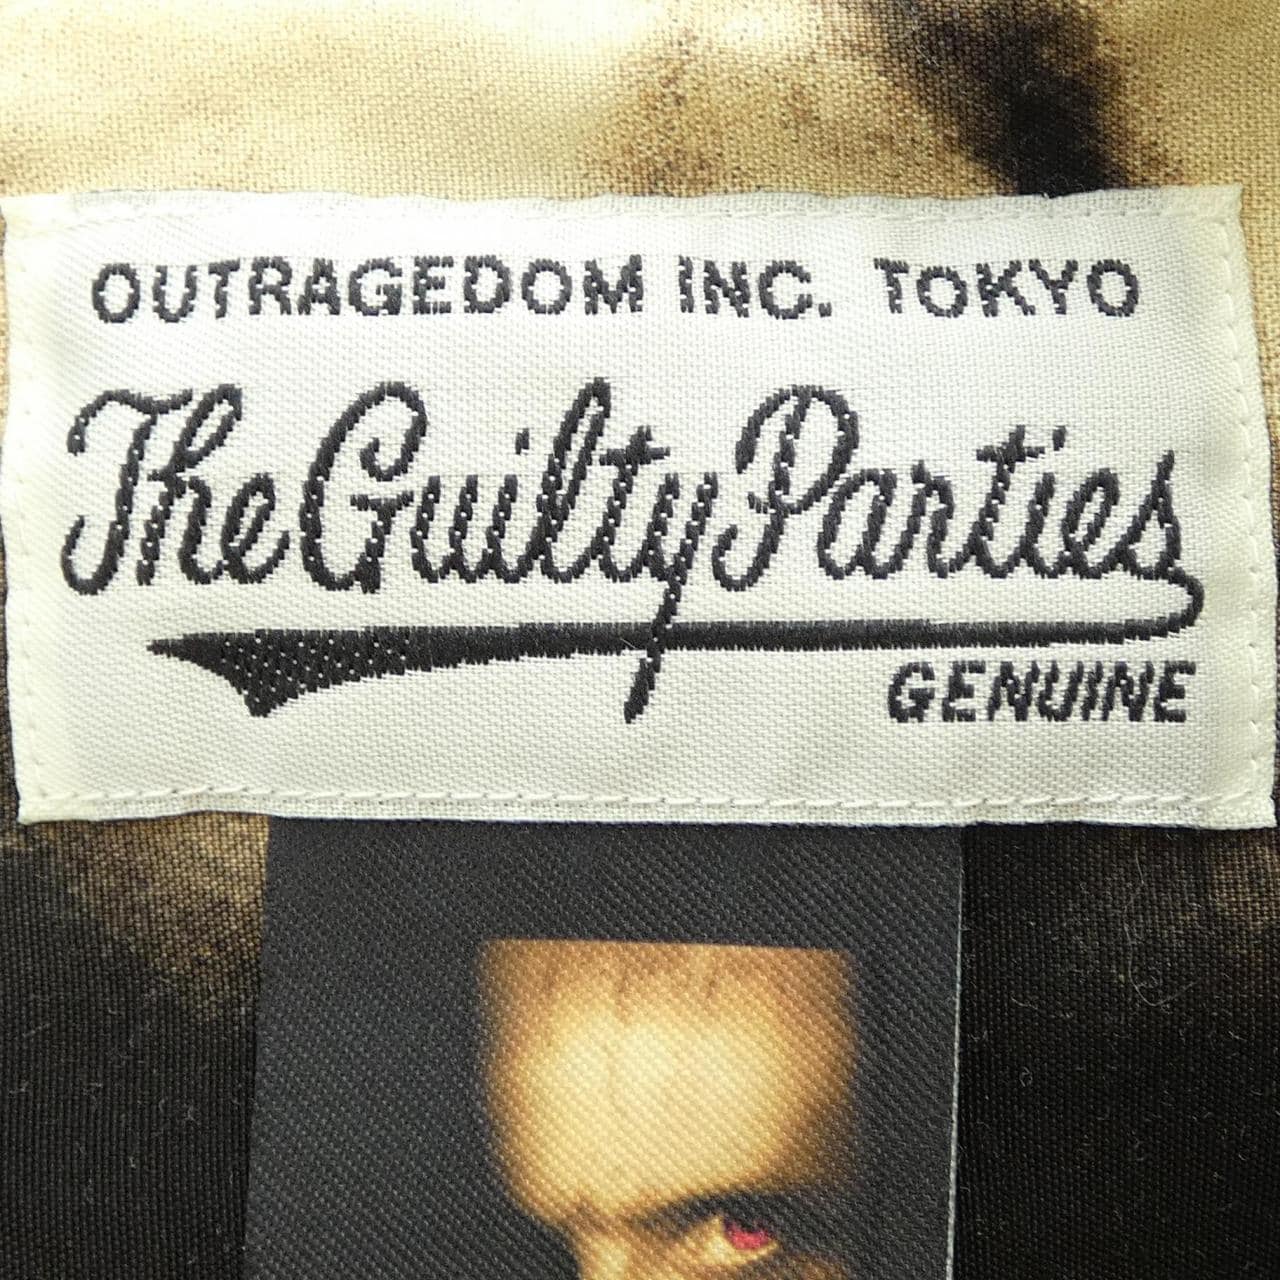 OUTRAGEDOM INC. TOKYO
The Guilty Parties
GENUINE